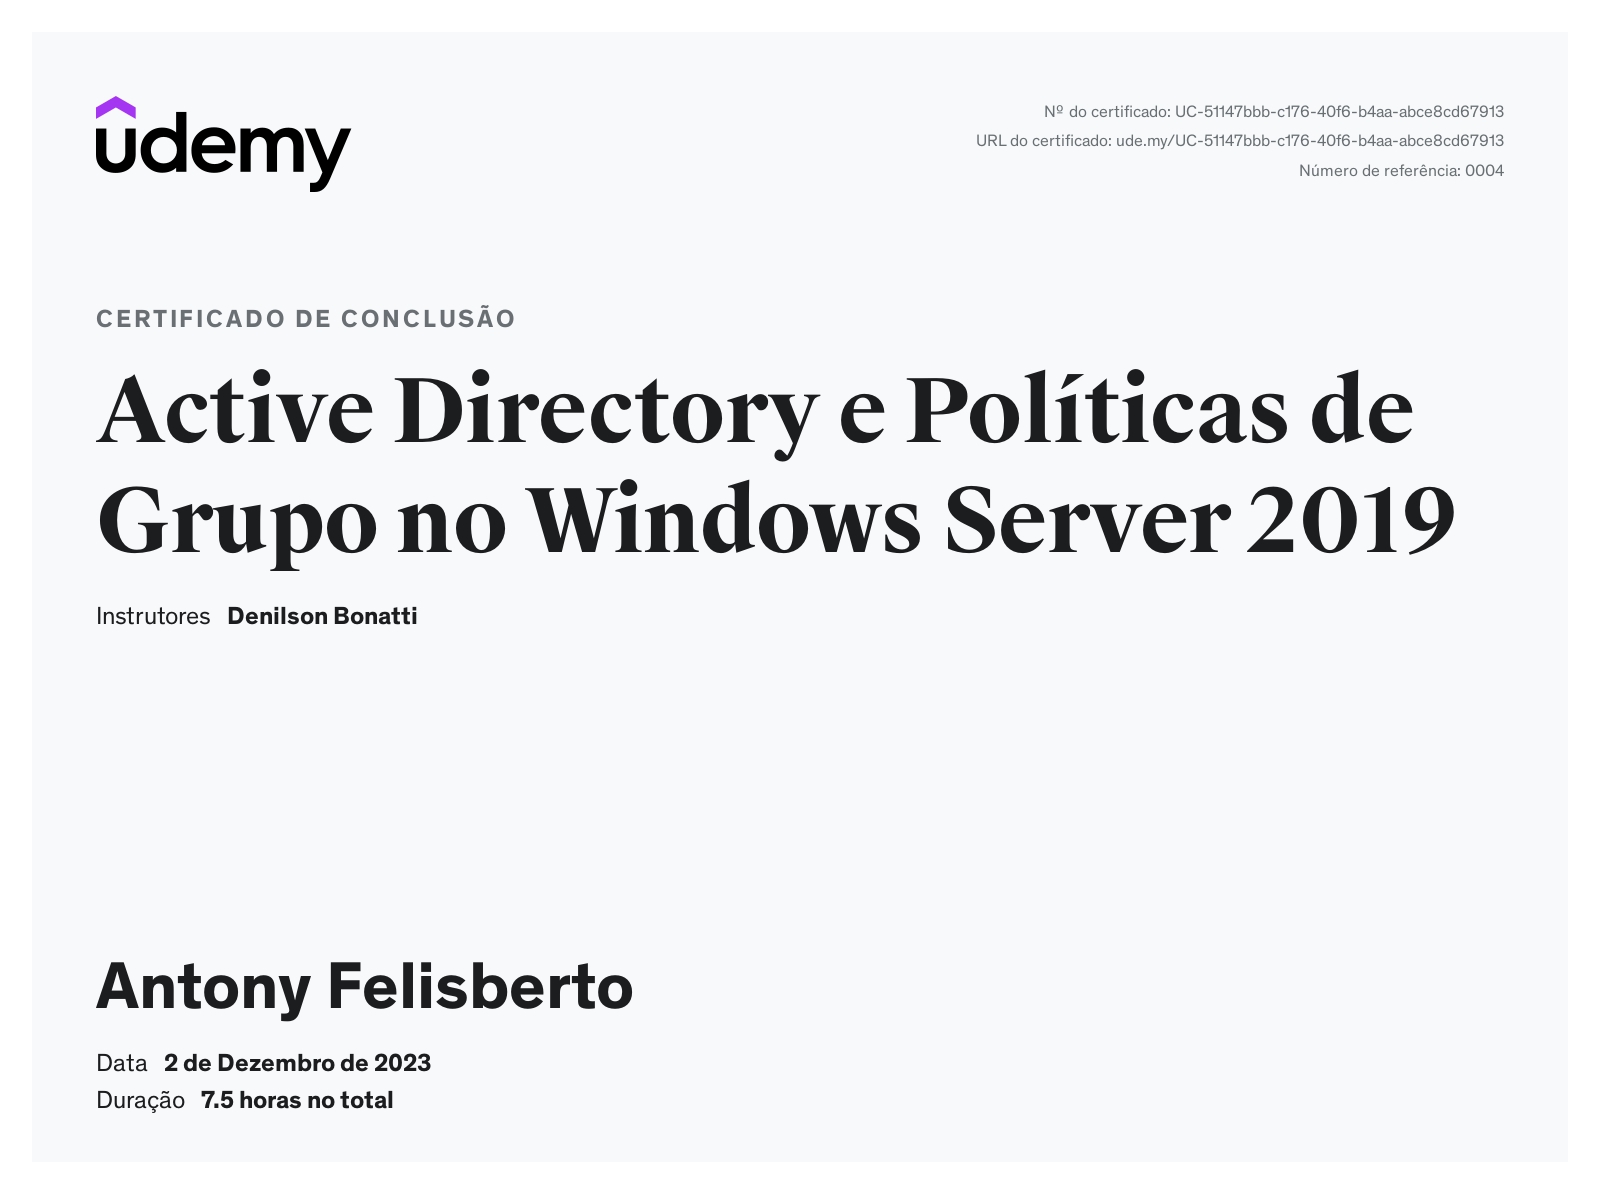 udemy
Nº do certificado: UC-51147bbb-c176-40f6-b4aa-abce8cd67913
URL do certificado: ude.my/UC-51147bbb-c176-40f6-b4aa-abce8cd67913
Número de referência: 0004
CERTIFICADO DE CONCLUSÃO
Active Directory e Políticas de
Grupo no Windows Server 2019
Instrutores Denilson Bonatti
Antony Felisberto
Data 2 de Dezembro de 2023
Duração 7.5 horas no total